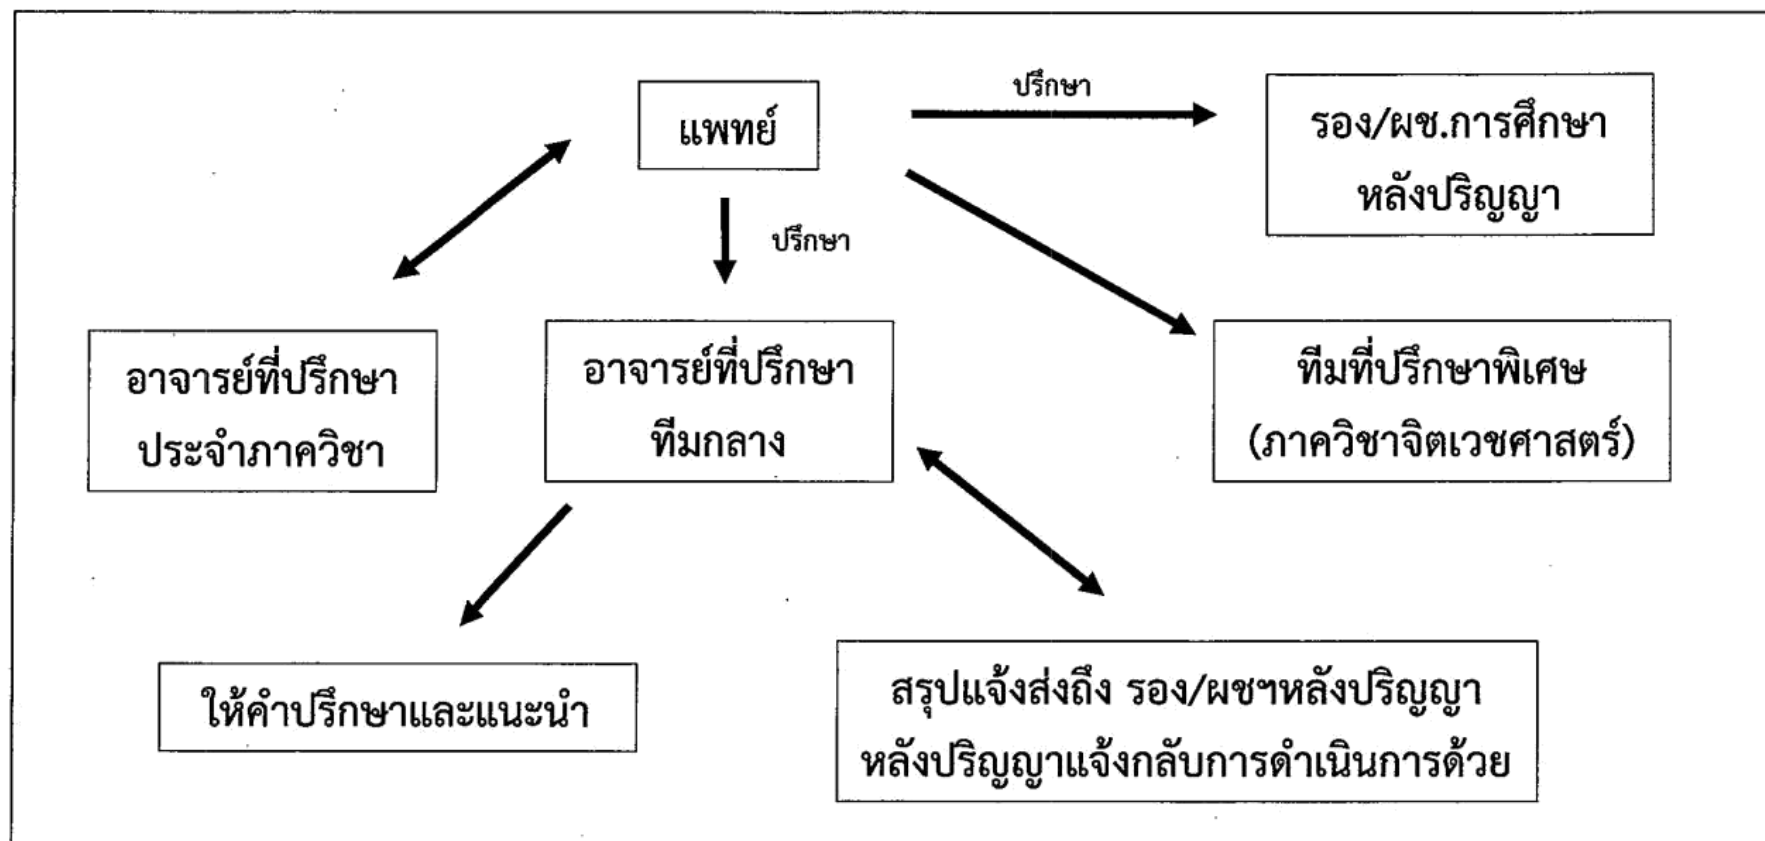 แพทย์
ปรึกษา
รอง/ผช.การศึกษา
หลังปริญญา
ปรึกษา
อาจารย์ที่ปรึกษา
ประจำภาควิชา
อาจารย์ที่ปรึกษา
ทีมกลาง
ทีมที่ปรึกษาพิเศษ
(ภาควิชาจิตเวชศาสตร์)
ให้คำปรึกษาและแนะนำ
สรุปแจ้งส่งถึง รอง/ผชฯหลังปริญญา
หลังปริญญาแจ้งกลับการดำเนินการด้วย